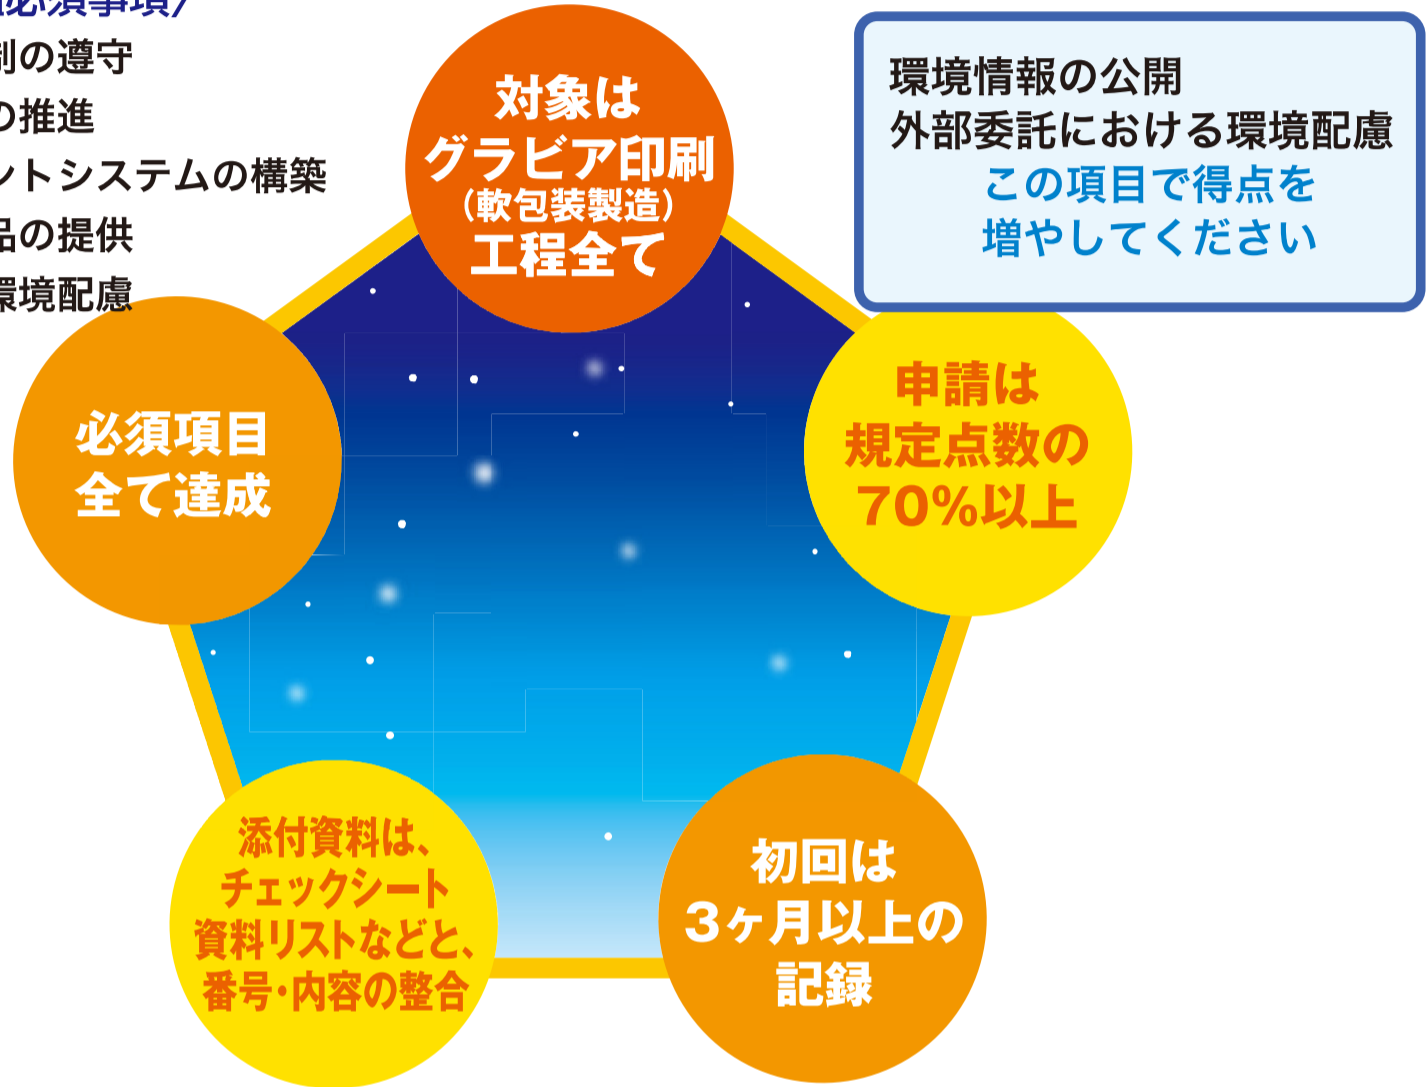 必須事項〉
制の遵守
の推進
ントシステムの構築
品の提供
環境配慮
対象は
グラビア印刷
（軟包装製造）
工程全て
環境情報の公開
外部委託における環境配慮
この項目で得点を
増やしてください
必須項目
全て達成
申請は
規定点数の
70%以上
添付資料は、
チェックシート
資料リストなどと、
番号・内容の整合
初回は
3ヶ月以上の
記録